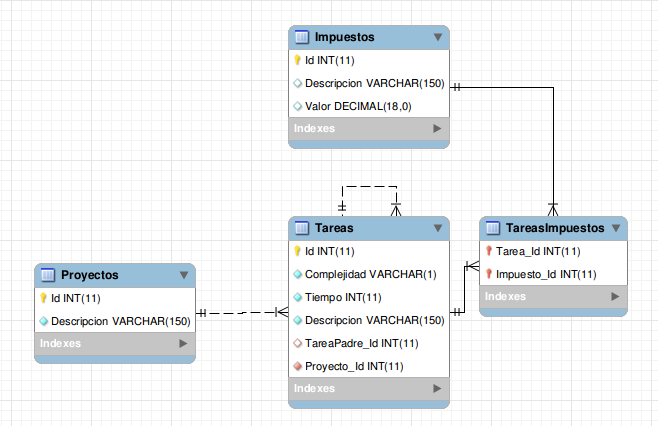 Impuestos
Id INT(11)
Descripcion VARCHAR(150)
Valor DECIMAL(18,0)
Indexes
Proyectos
Id INT(11)
Descripcion VARCHAR(150)
Indexes
Tareas
Id INT(11)
Complejidad VARCHAR(1)
Tiempo INT(11)
Descripcion VARCHAR(150)
TareaPadre_Id INT(11)
Proyecto_Id INT(11)
Indexes
TareasImpuestos
Tarea_Id INT(11)
Impuesto_Id INT(11)
Indexes